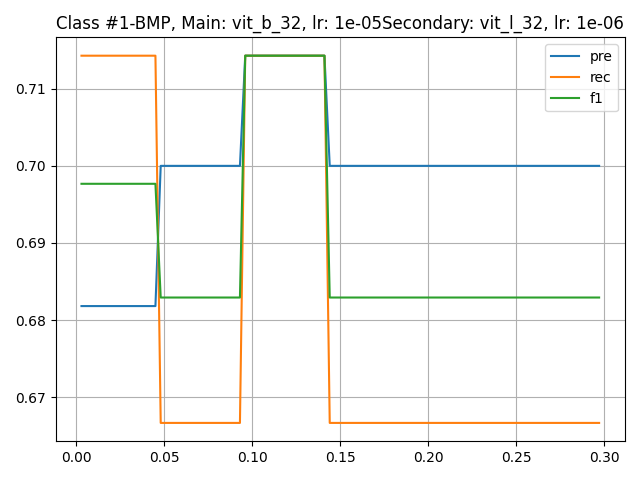 Class #1-BMP, Main: vit_b_32, lr: 1e-05Secondary: vit_l_32, lr: 1e-06
pre
rec
f1
0.71
0.70
0.69
0.68
0.67
0.00 0.05 0.10 0.15 0.20 0.25 0.30